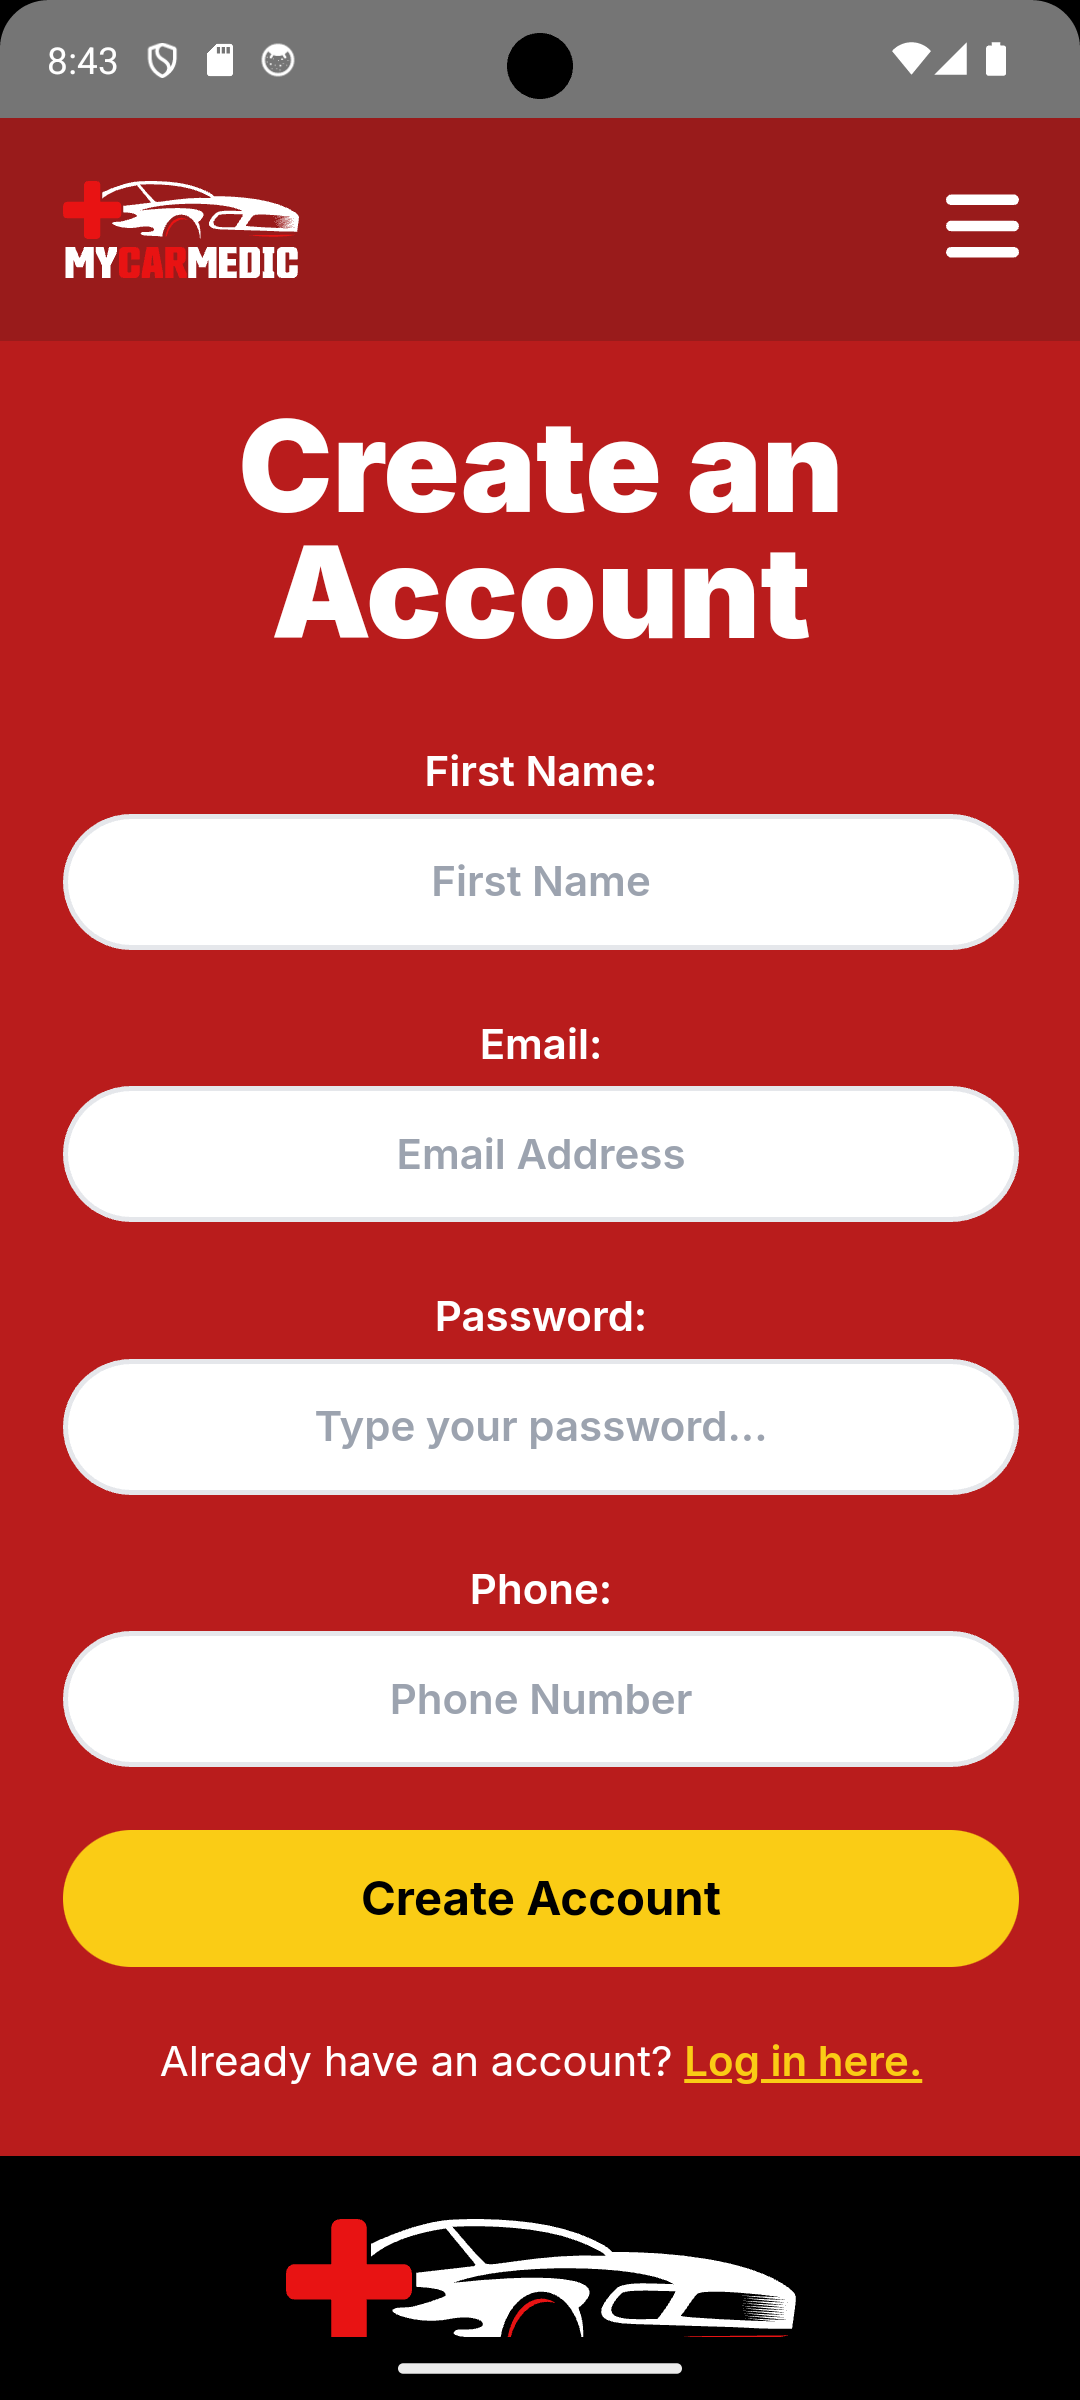 8:43
MYCARMEDIC
Create an
Account
First Name:
First Name
Email:
Email Address
Password:
Type your password...
Phone:
Phone Number
Create Account
Already have an account? Log in here.